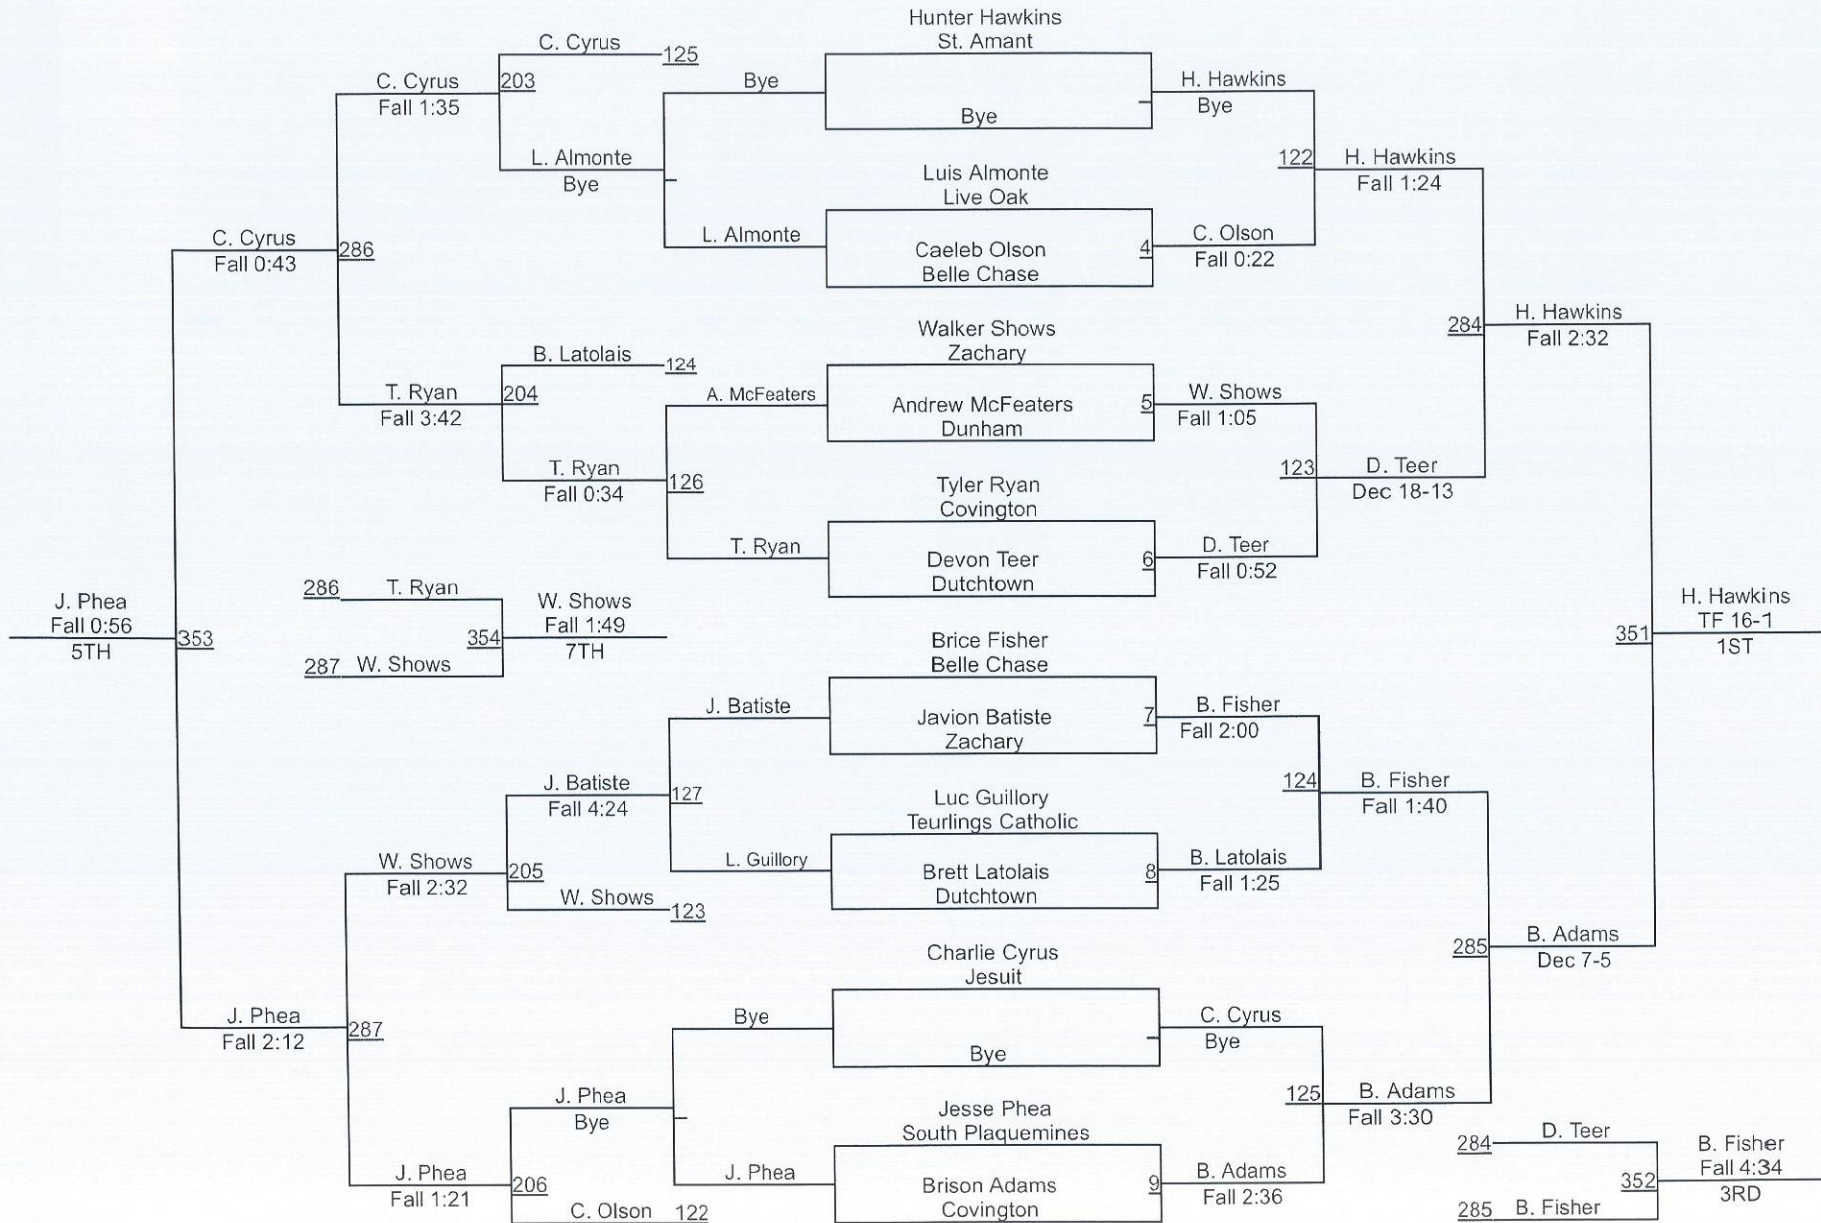 Hunter Hawkins
St. Amant
C. Cyrus
125
C. Cyrus
203
Bye
H. Hawkins
Fall 1:35
Bye
Bye
L. Almonte
122
H. Hawkins
Bye
Luis Almonte
Fall 1:24
Live Oak
C. Cyrus
286
L. Almonte
C. Olson
Fall 0:43
Caeleb Olson
4
Fall 0:22
Belle Chase
Walker Shows
284
H. Hawkins
Zachary
Fall 2:32
B. Latolais
124
T. Ryan
204
A. McFeaters
W. Shows
Fall 3:42
Andrew McFeaters
5
Fall 1:05
Dunham
T. Ryan
126
123
D. Teer
Fall 0:34
Tyler Ryan
Dec 18-13
Covington
T. Ryan
D. Teer
Devon Teer
6
Fall 0:52
Dutchtown
286
T. Ryan
J. Phea
W. Shows
H. Hawkins
Fall 0:56
353
354
Fall 1:49
351
TF 16-1
5TH
7TH
1ST
Brice Fisher
287
W. Shows
Belle Chase
J. Batiste
B. Fisher
Javion Batiste
7
Fall 2:00
Zachary
J. Batiste
127
124
B. Fisher
Fall 4:24
Luc Guillory
Fall 1:40
Teurlings Catholic
W. Shows
205
L. Guillory
B. Latolais
Fall 2:32
Brett Latolais
8
Fall 1:25
W. Shows
123
Dutchtown
285
B. Adams
Charlie Cyrus
Dec 7-5
Jesuit
J. Phea
287
Bye
C. Cyrus
Fall 2:12
Bye
Bye
J. Phea
125
B. Adams
Bye
Jesse Phea
Fall 3:30
South Plaquemines
284
D. Teer
J. Phea
206
J. Phea
B. Adams
B. Fisher
Fall 1:21
Brison Adams
9
Fall 2:36
352
Fall 4:34
Covington
3RD
C. Olson
122
285
B. Fisher